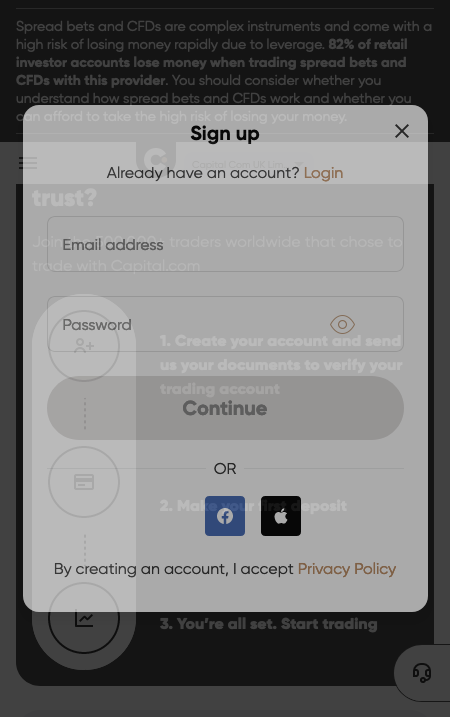 Spread bets and CFDs are complex instruments and come with a
high risk of losing money rapidly due to leverage. 82% of retail
investor accounts lose money when trading spread bets and
CFDs with this provider. You should consider whether you
understand how spread bets and CFDs work and whether you
can afford to take the high risk of losing your money.
Sign up
Already have an account? Login
trust?
traders worldwide that chose to
trade with Capital.com
Email address
Password
1. Create your account and send
us your documents to verify your
trading account
Continue
OR
2. Make your first deposit
By creating an account, I accept Privacy Policy
3. You're all set. Start trading